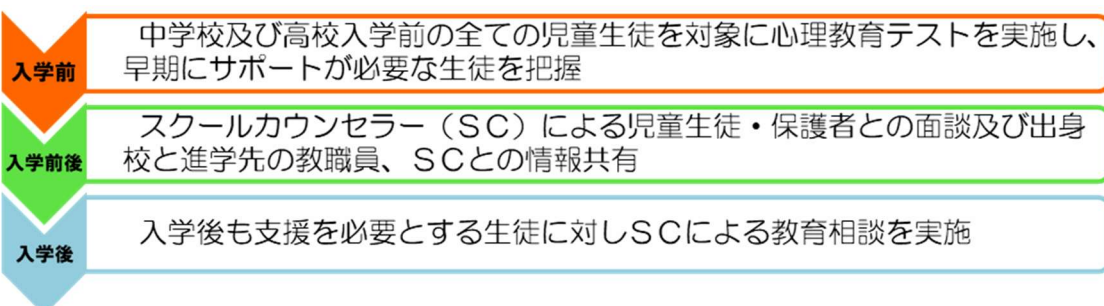 入学前
中学校及び高校入学前の全ての児童生徒を対象に心理教育テストを実施し、
早期にサポートが必要な生徒を把握
入学前後
スクールカウンセラー（ＳＣ）による児童生徒・保護者との面談及び出身
校と進学先の教職員、ＳＣとの情報共有
入学後
入学後も支援を必要とする生徒に対しＳＣによる教育相談を実施